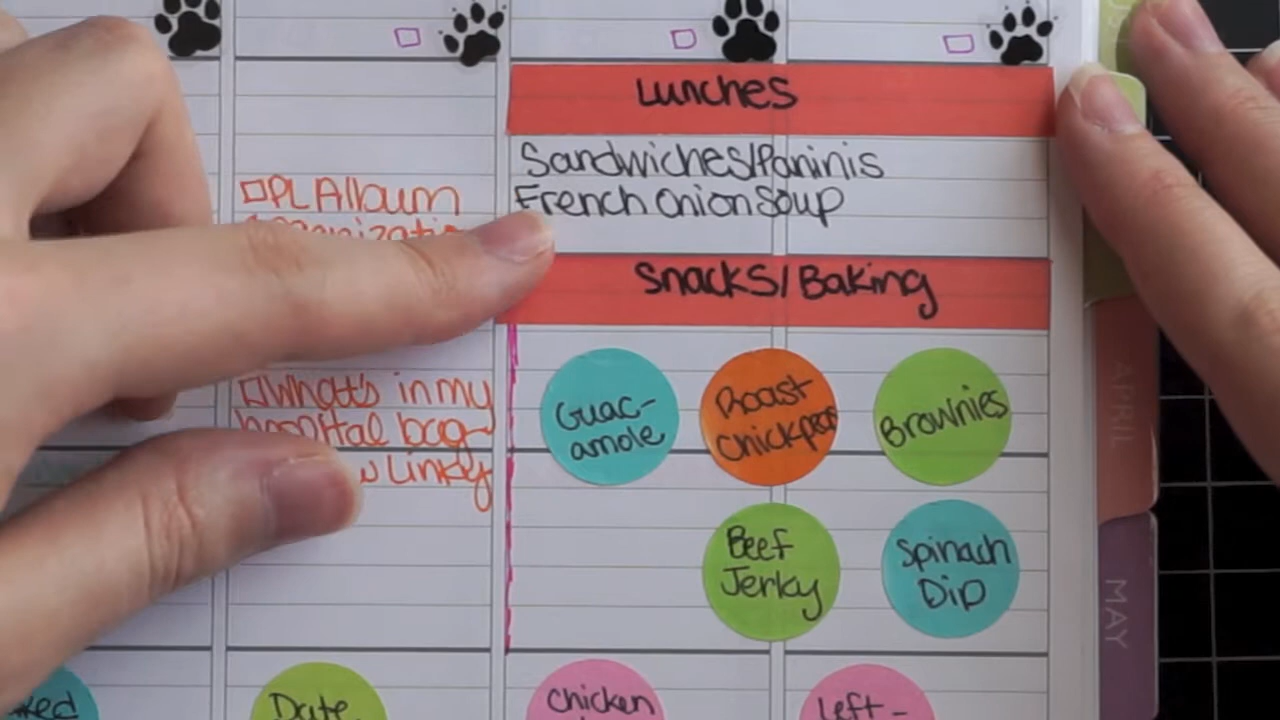 Lunches
Sandwiches/Paninis
French Onion Soup
PL Album
Snacks/Baking
What's in my
hospital bag
Linky
Guac-
amole
Roast
Chickpeas
Brownies
Beef
Jerky
Spinach
Dip
Date
Chicken
Left-
APRIL
MAY